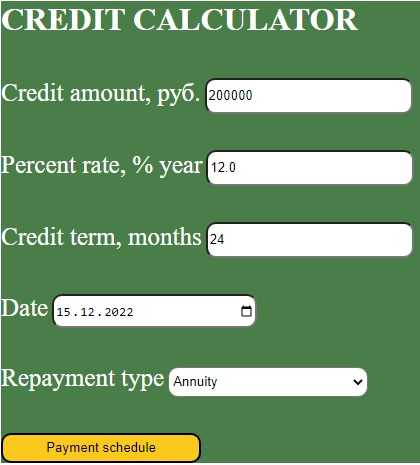 CREDIT CALCULATOR
Credit amount, руб. 200000
Percent rate, % year 12.0
Credit term, months 24
Date 15.12.2022
Repayment type Annuity
Payment schedule